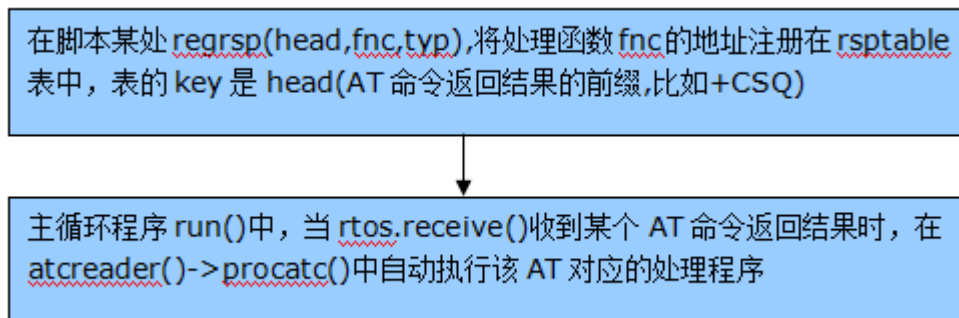 在脚本某处 regrsp(head,fnc,typ),将处理函数 fnc的地址注册在 rsptable
表中，表的 key 是 head(AT 命令返回结果的前缀,比如+CSQ)
主循环程序 run()中，当 rtos.receive()收到某个 AT 命令返回结果时，在
atcreader()->procatc()中自动执行该 AT 对应的处理程序